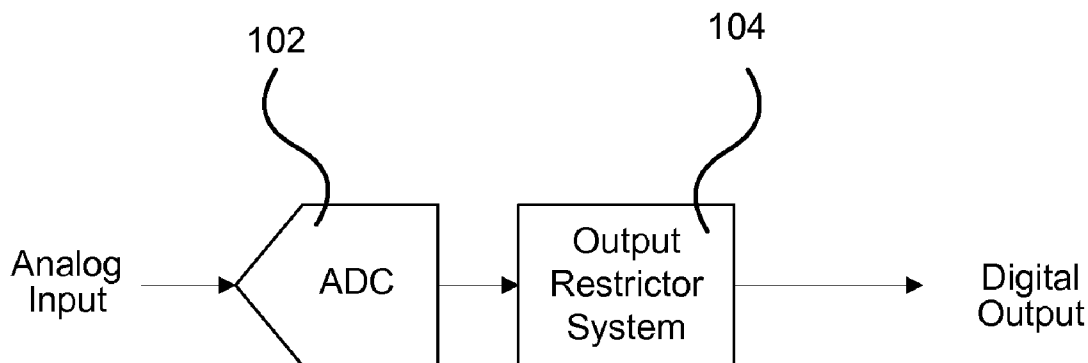 102
104
Analog
Input
ADC
Output
Restrictor
System
Digital
Output